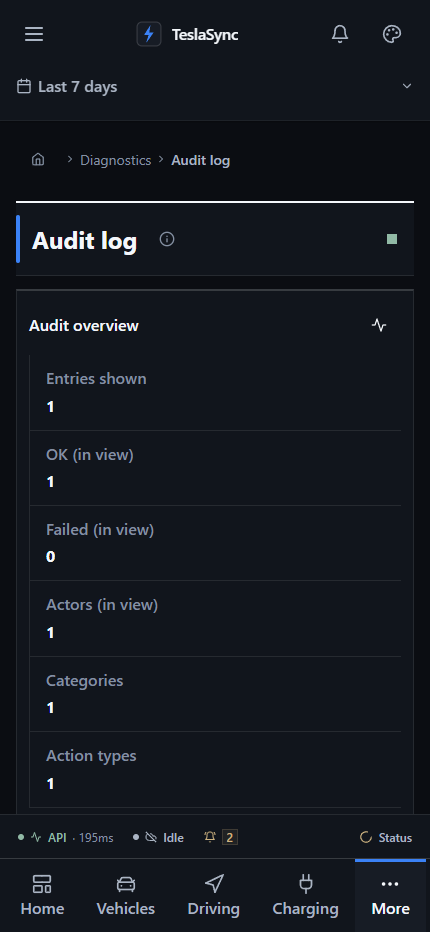 TeslaSync
Last 7 days
Diagnostics
Audit log
Audit log
Audit overview
Entries shown
1
OK (in view)
1
Failed (in view)
0
Actors (in view)
1
Categories
1
Action types
1
API · 195ms Idle 2 Status
Home Vehicles Driving Charging More